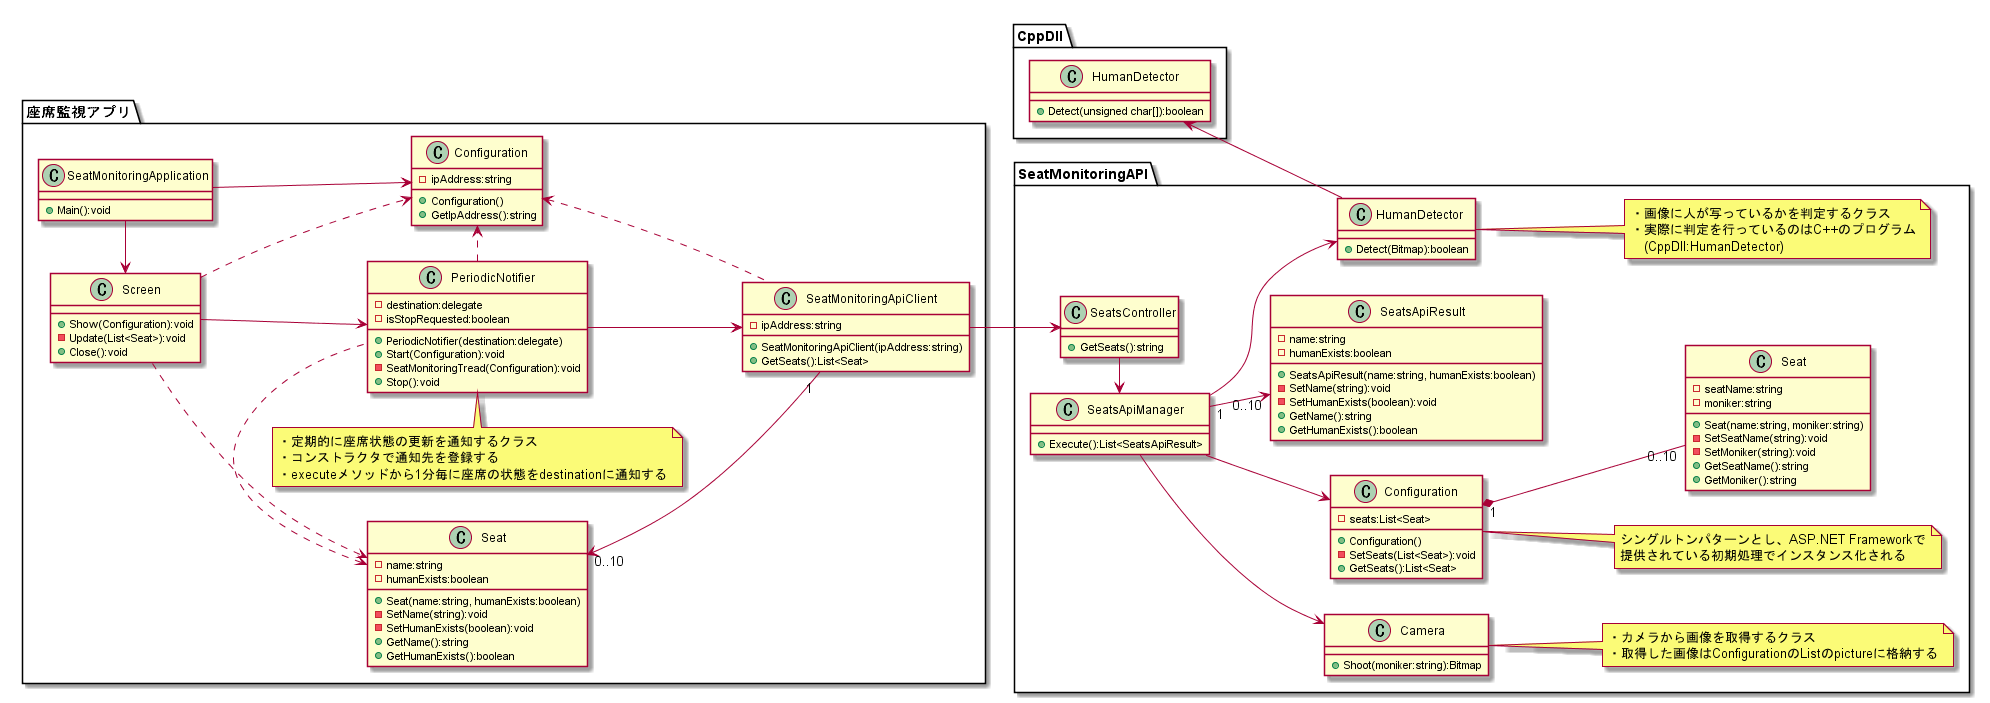 座席監視アプリ
C SeatMonitoringApplication
Main():void
C Configuration
ipAddress:string
Configuration()
GetIpAddress():string
C Screen
Show(Configuration):void
Update(List<Seat>):void
Close():void
C PeriodicNotifier
destination:delegate
isStopRequested:boolean
PeriodicNotifier(destination:delegate)
Start(Configuration):void
SeatMonitoringTread(Configuration):void
Stop():void
C SeatMonitoringApiClient
ipAddress:string
SeatMonitoringApiClient(ipAddress:string)
GetSeats():List<Seat>
1
・定期的に座席状態の更新を通知するクラス
・コンストラクタで通知先を登録する
・executeメソッドから1分毎に座席の状態をdestinationに通知する
C Seat
name:string
humanExists:boolean
Seat(name:string, humanExists:boolean)
SetName(string):void
SetHumanExists(boolean):void
GetName():string
GetHumanExists():boolean
0..10
CppDll
C HumanDetector
Detect(unsigned char[]):boolean
SeatMonitoringAPI
C HumanDetector
Detect(Bitmap):boolean
・画像に人が写っているかを判定するクラス
・実際に判定を行っているのはC++のプログラム
(CppDll:HumanDetector)
C SeatsController
GetSeats():string
C SeatsApiManager
Execute():List<SeatsApiResult>
1
0..10
C SeatsApiResult
name:string
humanExists:boolean
SeatsApiResult(name:string, humanExists:boolean)
SetName(string):void
SetHumanExists(boolean):void
GetName():string
GetHumanExists():boolean
C Seat
seatName:string
moniker:string
Seat(name:string, moniker:string)
SetSeatName(string):void
SetMoniker(string):void
GetSeatName():string
GetMoniker():string
0..10
1
C Configuration
seats:List<Seat>
Configuration()
SetSeats(List<Seat>):void
GetSeats():List<Seat>
シングルトンパターンとし、ASP.NET Frameworkで
提供されている初期処理でインスタンス化される
C Camera
Shoot(moniker:string):Bitmap
・カメラから画像を取得するクラス
・取得した画像はConfigurationのListのpictureに格納する